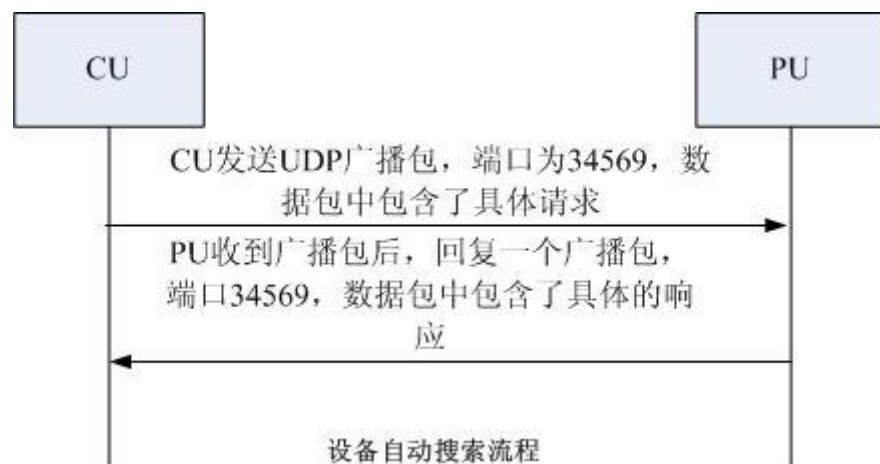 CU
PU
CU发送UDP广播包，端口为34569，数
据包中包含了具体请求
PU收到广播包后，回复一个广播包，
端口34569，数据包中包含了具体的响
应
设备自动搜索流程